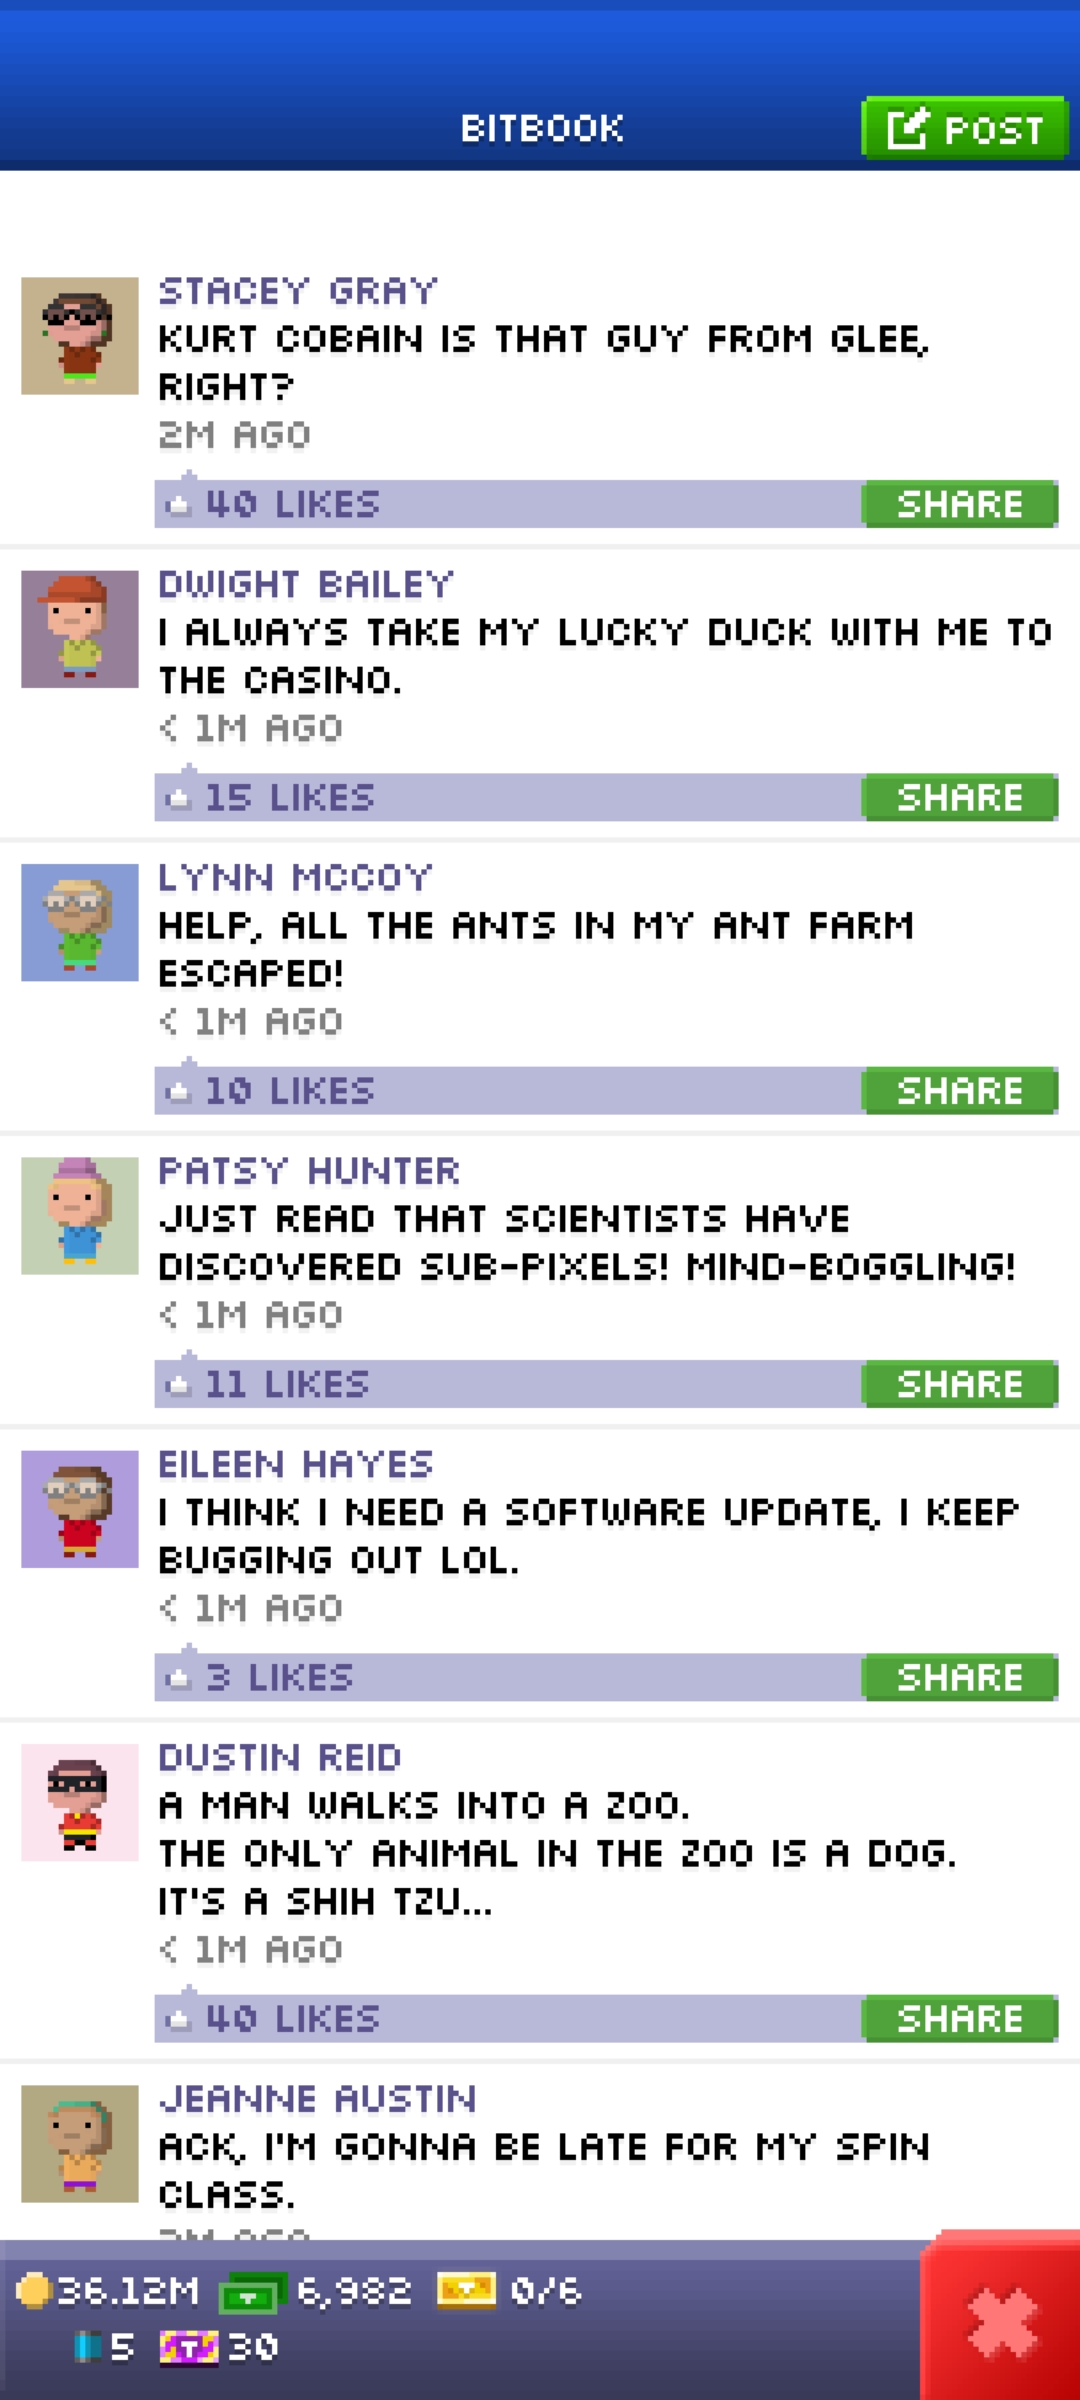 BITBOOK
POST
STACEY GRAY
KURT COBAIN IS THAT GUY FROM GLEE,
RIGHT?
2M AGO
40 LIKES
SHARE
DWIGHT BAILEY
I ALWAYS TAKE MY LUCKY DUCK WITH ME TO
THE CASINO.
< 1M AGO
15 LIKES
SHARE
LYNN MCCOY
HELP, ALL THE ANTS IN MY ANT FARM
ESCAPED!
< 1M AGO
10 LIKES
SHARE
PATSY HUNTER
JUST READ THAT SCIENTISTS HAVE
DISCOVERED SUB-PIXELS! MIND-BOGGLING!
< 1M AGO
11 LIKES
SHARE
EILEEN HAYES
I THINK I NEED A SOFTWARE UPDATE, I KEEP
BUGGING OUT LOL.
< 1M AGO
3 LIKES
SHARE
DUSTIN REID
A MAN WALKS INTO A ZOO.
THE ONLY ANIMAL IN THE ZOO IS A DOG.
IT'S A SHIH TZU...
< 1M AGO
40 LIKES
SHARE
JEANNE AUSTIN
ACK, I'M GONNA BE LATE FOR MY SPIN
CLASS.
36.12M 6,982 0/6
5 T 30